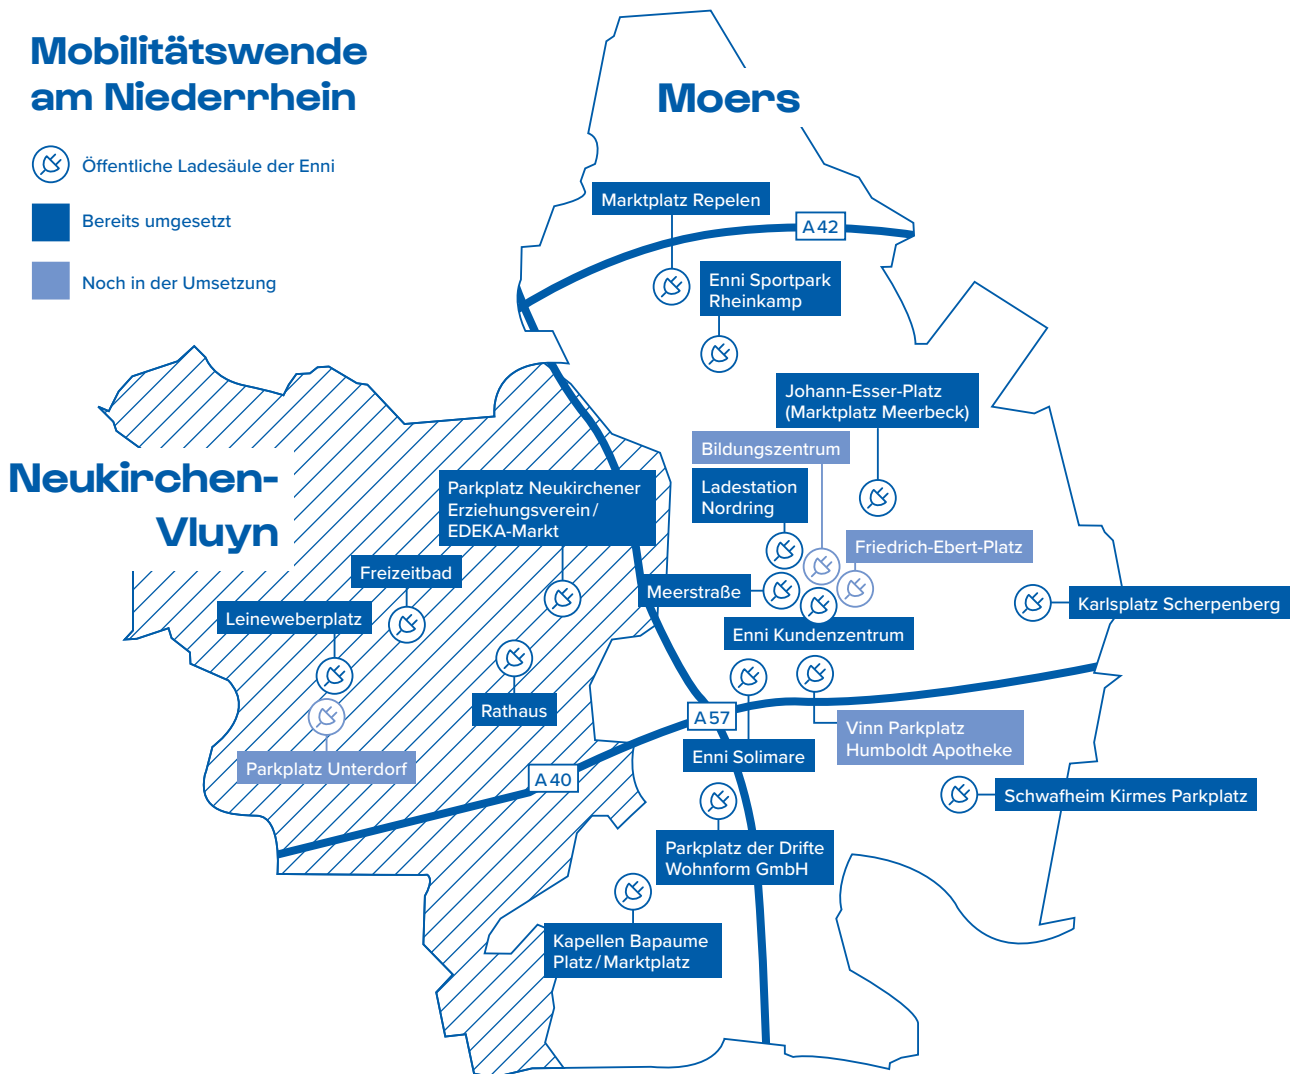 Mobilitätswende
am Niederrhein
Öffentliche Ladesäule der Enni
Bereits umgesetzt
Noch in der Umsetzung
Moers
Marktplatz Repelen
A 42
Enni Sportpark
Rheinkamp
Johann-Esser-Platz
(Marktplatz Meerbeck)
Bildungszentrum
Neukirchen-
Vluyn
Parkplatz Neukirchener
Erziehungsverein /
EDEKA-Markt
Ladestation
Nordring
Friedrich-Ebert-Platz
Freizeitbad
Meerstraße
Karlsplatz Scherpenberg
Leineweberplatz
Enni Kundenzentrum
Rathaus
A 57
Vinn Parkplatz
Humboldt Apotheke
Enni Solimare
Parkplatz Unterdorf
A 40
Schwafheim Kirmes Parkplatz
Parkplatz der Drifte
Wohnform GmbH
Kapellen Bapaume
Platz / Marktplatz